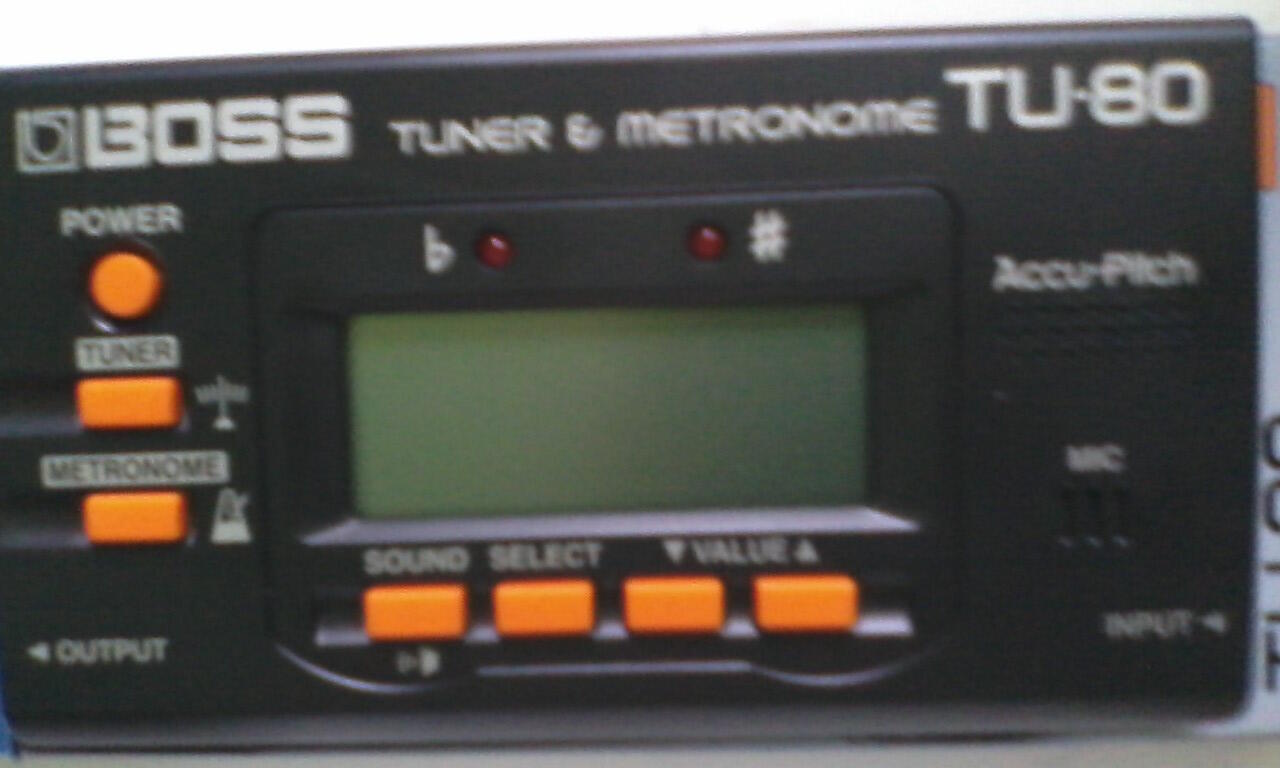 BOSS TUNER & METRONOME TU-80
POWER
♭ ♯
Accu-Pitch
TUNER
METRONOME
MIC
SOUND SELECT ▼ VALUE ▲
◄ OUTPUT
INPUT ◄